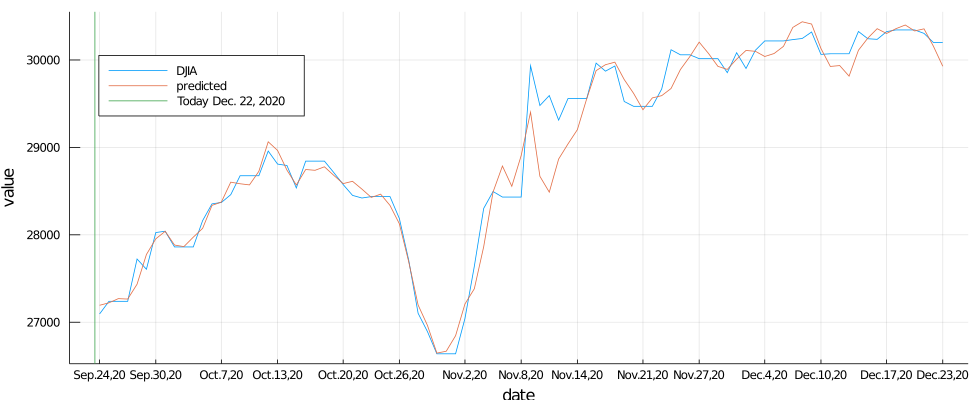 30000
29000
28000
27000
value
DJIA
predicted
Today Dec. 22, 2020
Sep.24,20 Sep.30,20 Oct.7,20 Oct.13,20 Oct.20,20 Oct.26,20 Nov.2,20 Nov.8,20 Nov.14,20 Nov.21,20 Nov.27,20 Dec.4,20 Dec.10,20 Dec.17,20 Dec.23,20
date